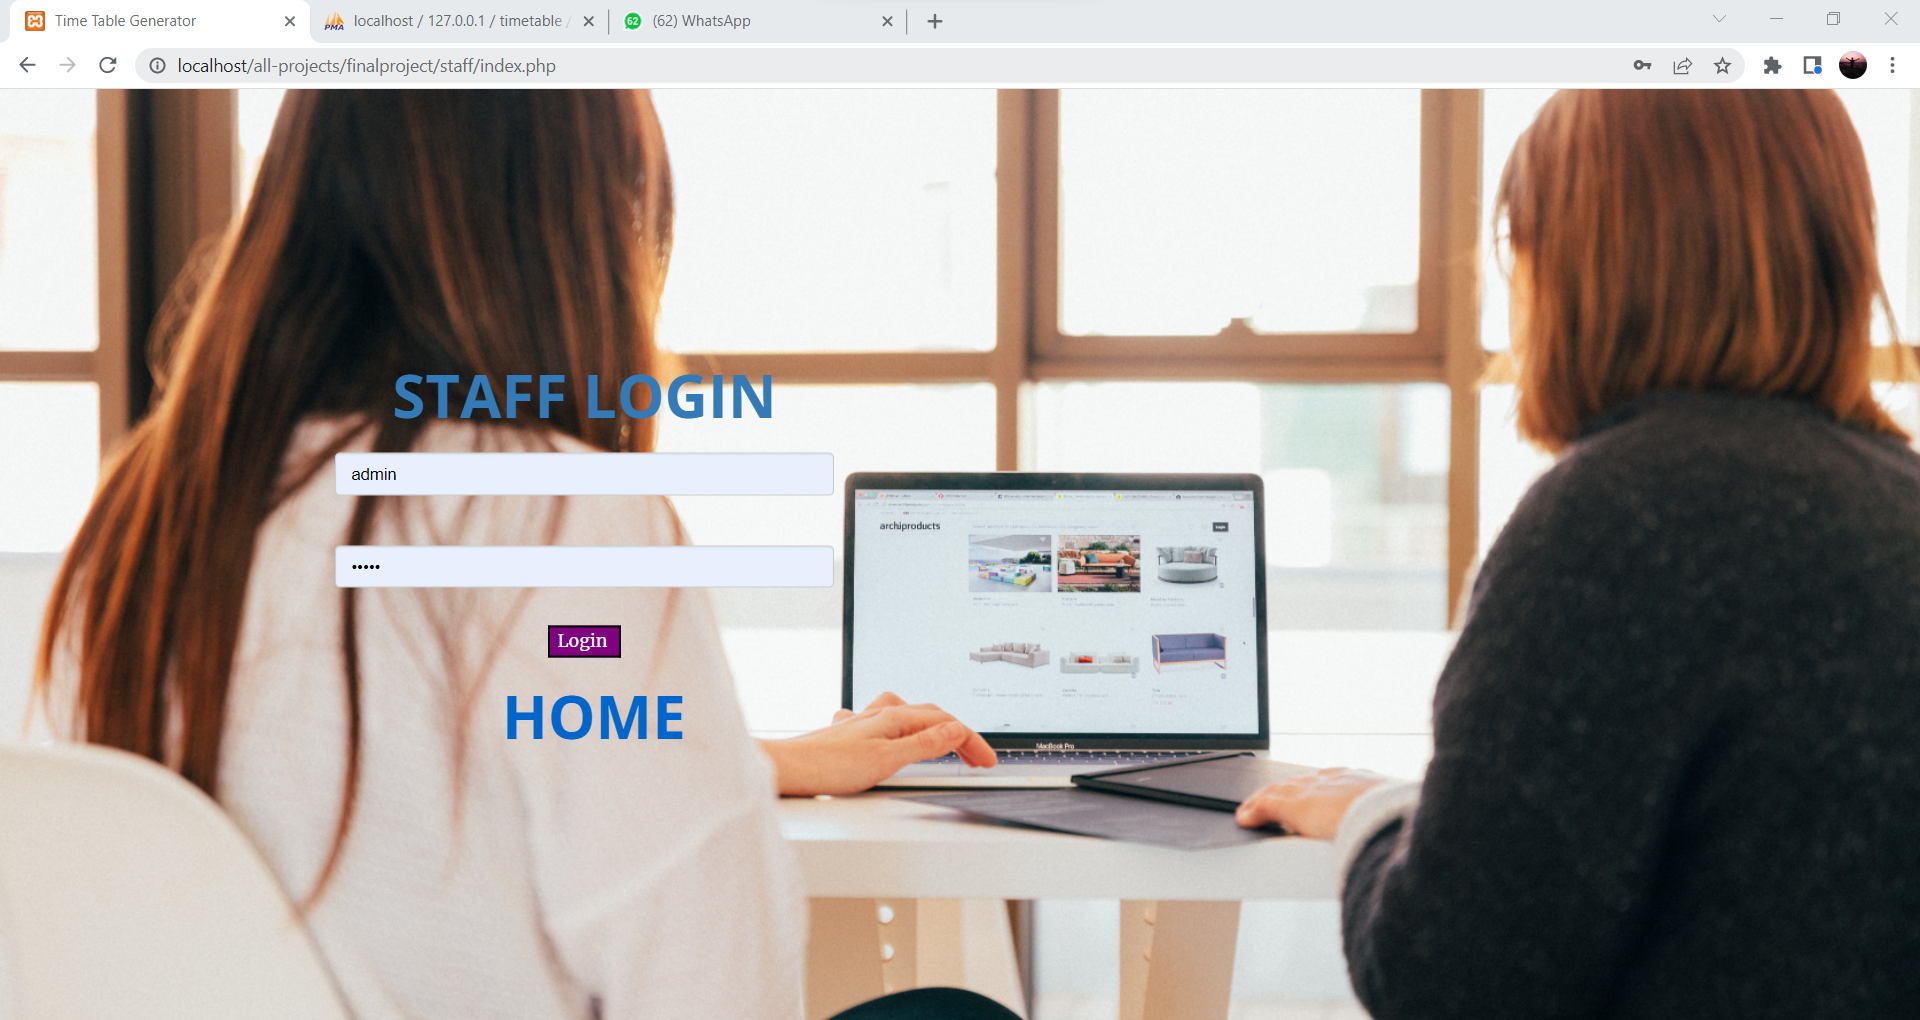 Time Table Generator
localhost / 127.0.0.1 / timetable /
(62) WhatsApp
localhost/all-projects/finalproject/staff/index.php
STAFF LOGIN
admin
•••••
Login
HOME
archiproducts
MacBook Pro
PMA
62